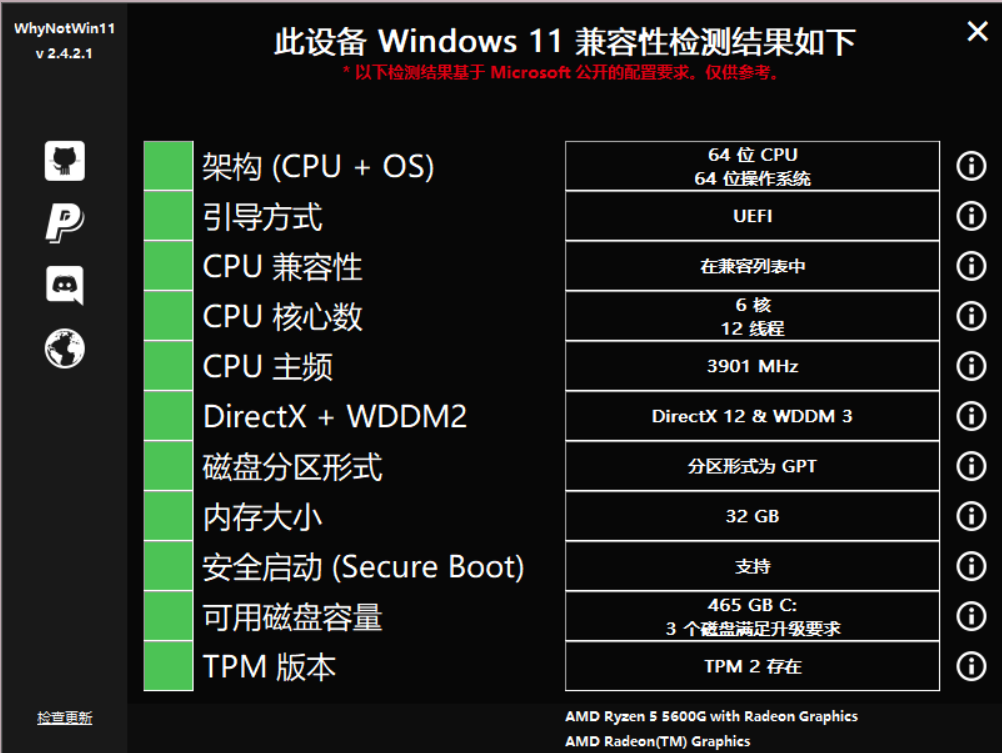 WhyNotWin11
v 2.4.2.1
此设备 Windows 11 兼容性检测结果如下
* 以下检测结果基于 Microsoft 公开的配置要求。仅供参考。
架构 (CPU + OS)
64 位 CPU
64 位操作系统
引导方式
UEFI
CPU 兼容性
在兼容列表中
CPU 核心数
6 核
12 线程
CPU 主频
3901 MHz
DirectX + WDDM2
DirectX 12 & WDDM 3
磁盘分区形式
分区形式为 GPT
内存大小
32 GB
安全启动 (Secure Boot)
支持
可用磁盘容量
465 GB C:
3 个磁盘满足升级要求
TPM 版本
TPM 2 存在
检查更新
AMD Ryzen 5 5600G with Radeon Graphics
AMD Radeon(TM) Graphics